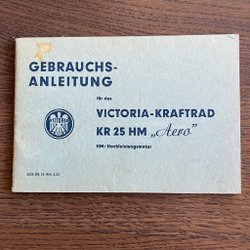 GEBRAUCHS-
ANLEITUNG
für das
VICTORIA-KRAFTRAD
KR 25 HM „Aero"
HM: Hochleistungsmotor